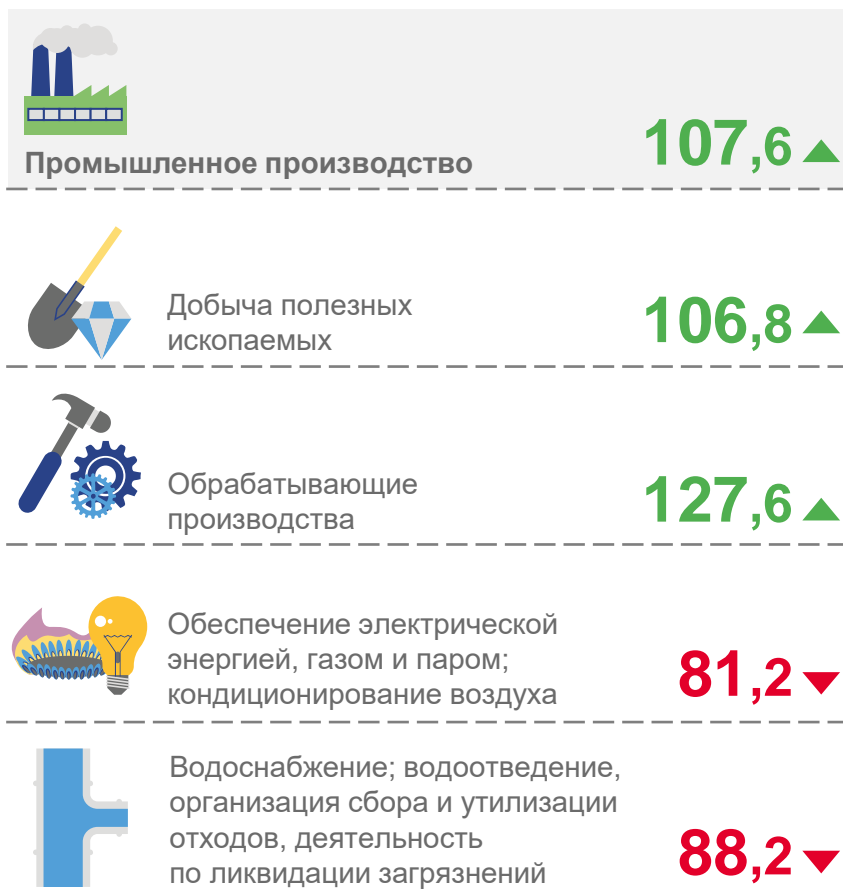 Промышленное производство
107,6
Добыча полезных
ископаемых
106,8
Обрабатывающие
производства
127,6
Обеспечение электрической
энергией, газом и паром;
кондиционирование воздуха
81,2
Водоснабжение; водоотведение,
организация сбора и утилизации
отходов, деятельность
по ликвидации загрязнений
88,2